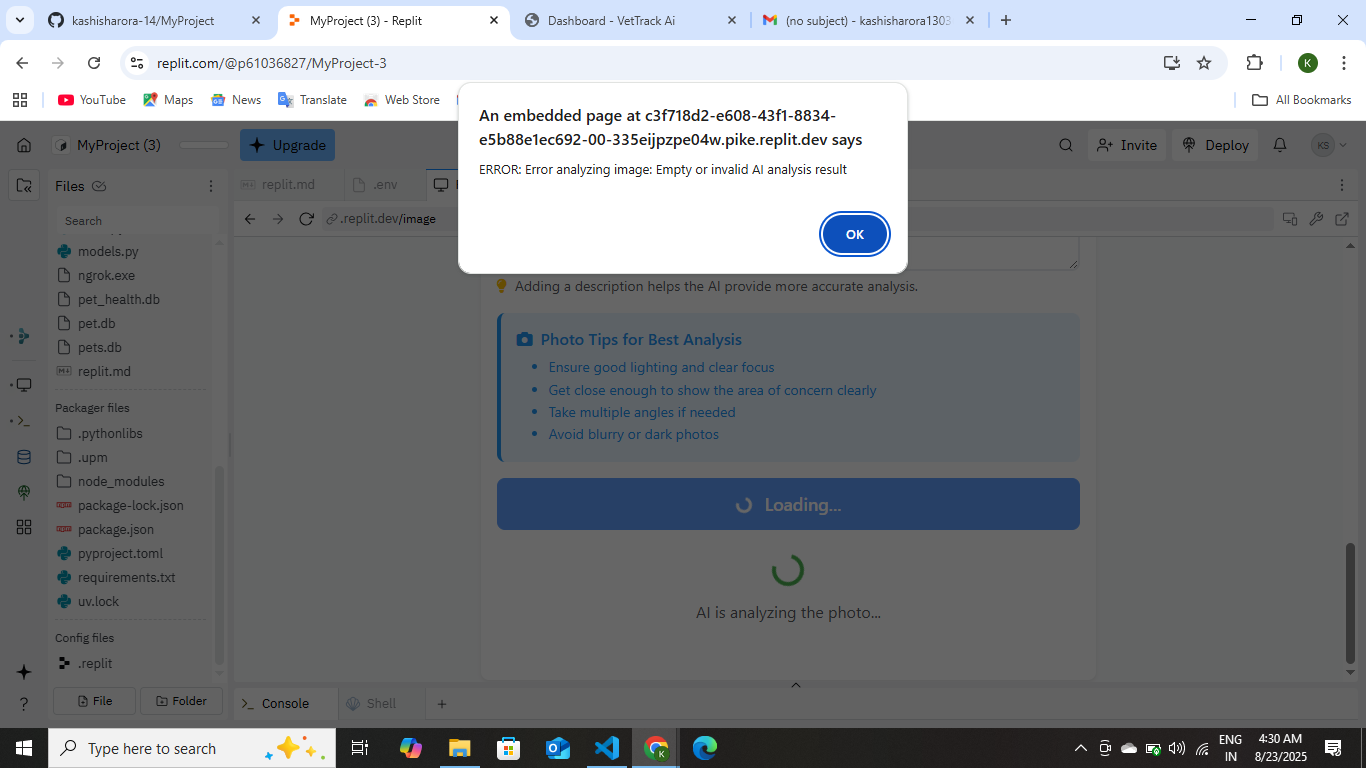 kashisharora-14/MyProject
MyProject (3) - Replit
Dashboard - VetTrack Ai
(no subject) - kashisharora130
replit.com/@p61036827/MyProject-3
K
YouTube
Maps
News
Translate
Web Store
All Bookmarks
An embedded page at c3f718d2-e608-43f1-8834-
e5b88e1ec692-00-335eijpzpe04w.pike.replit.dev says
ERROR: Error analyzing image: Empty or invalid AI analysis result
OK
MyProject (3)
Upgrade
Invite
Deploy
KS
Files
replit.md
.env
Search
.replit.dev/image
models.py
ngrok.exe
pet_health.db
pet.db
pets.db
replit.md
Packager files
.pythonlibs
.upm
node_modules
package-lock.json
package.json
pyproject.toml
requirements.txt
uv.lock
Config files
.replit
File
Folder
Adding a description helps the AI provide more accurate analysis.
Photo Tips for Best Analysis
• Ensure good lighting and clear focus
• Get close enough to show the area of concern clearly
• Take multiple angles if needed
• Avoid blurry or dark photos
Loading...
AI is analyzing the photo...
Console
Shell
Type here to search
ENG
IN
4:30 AM
8/23/2025